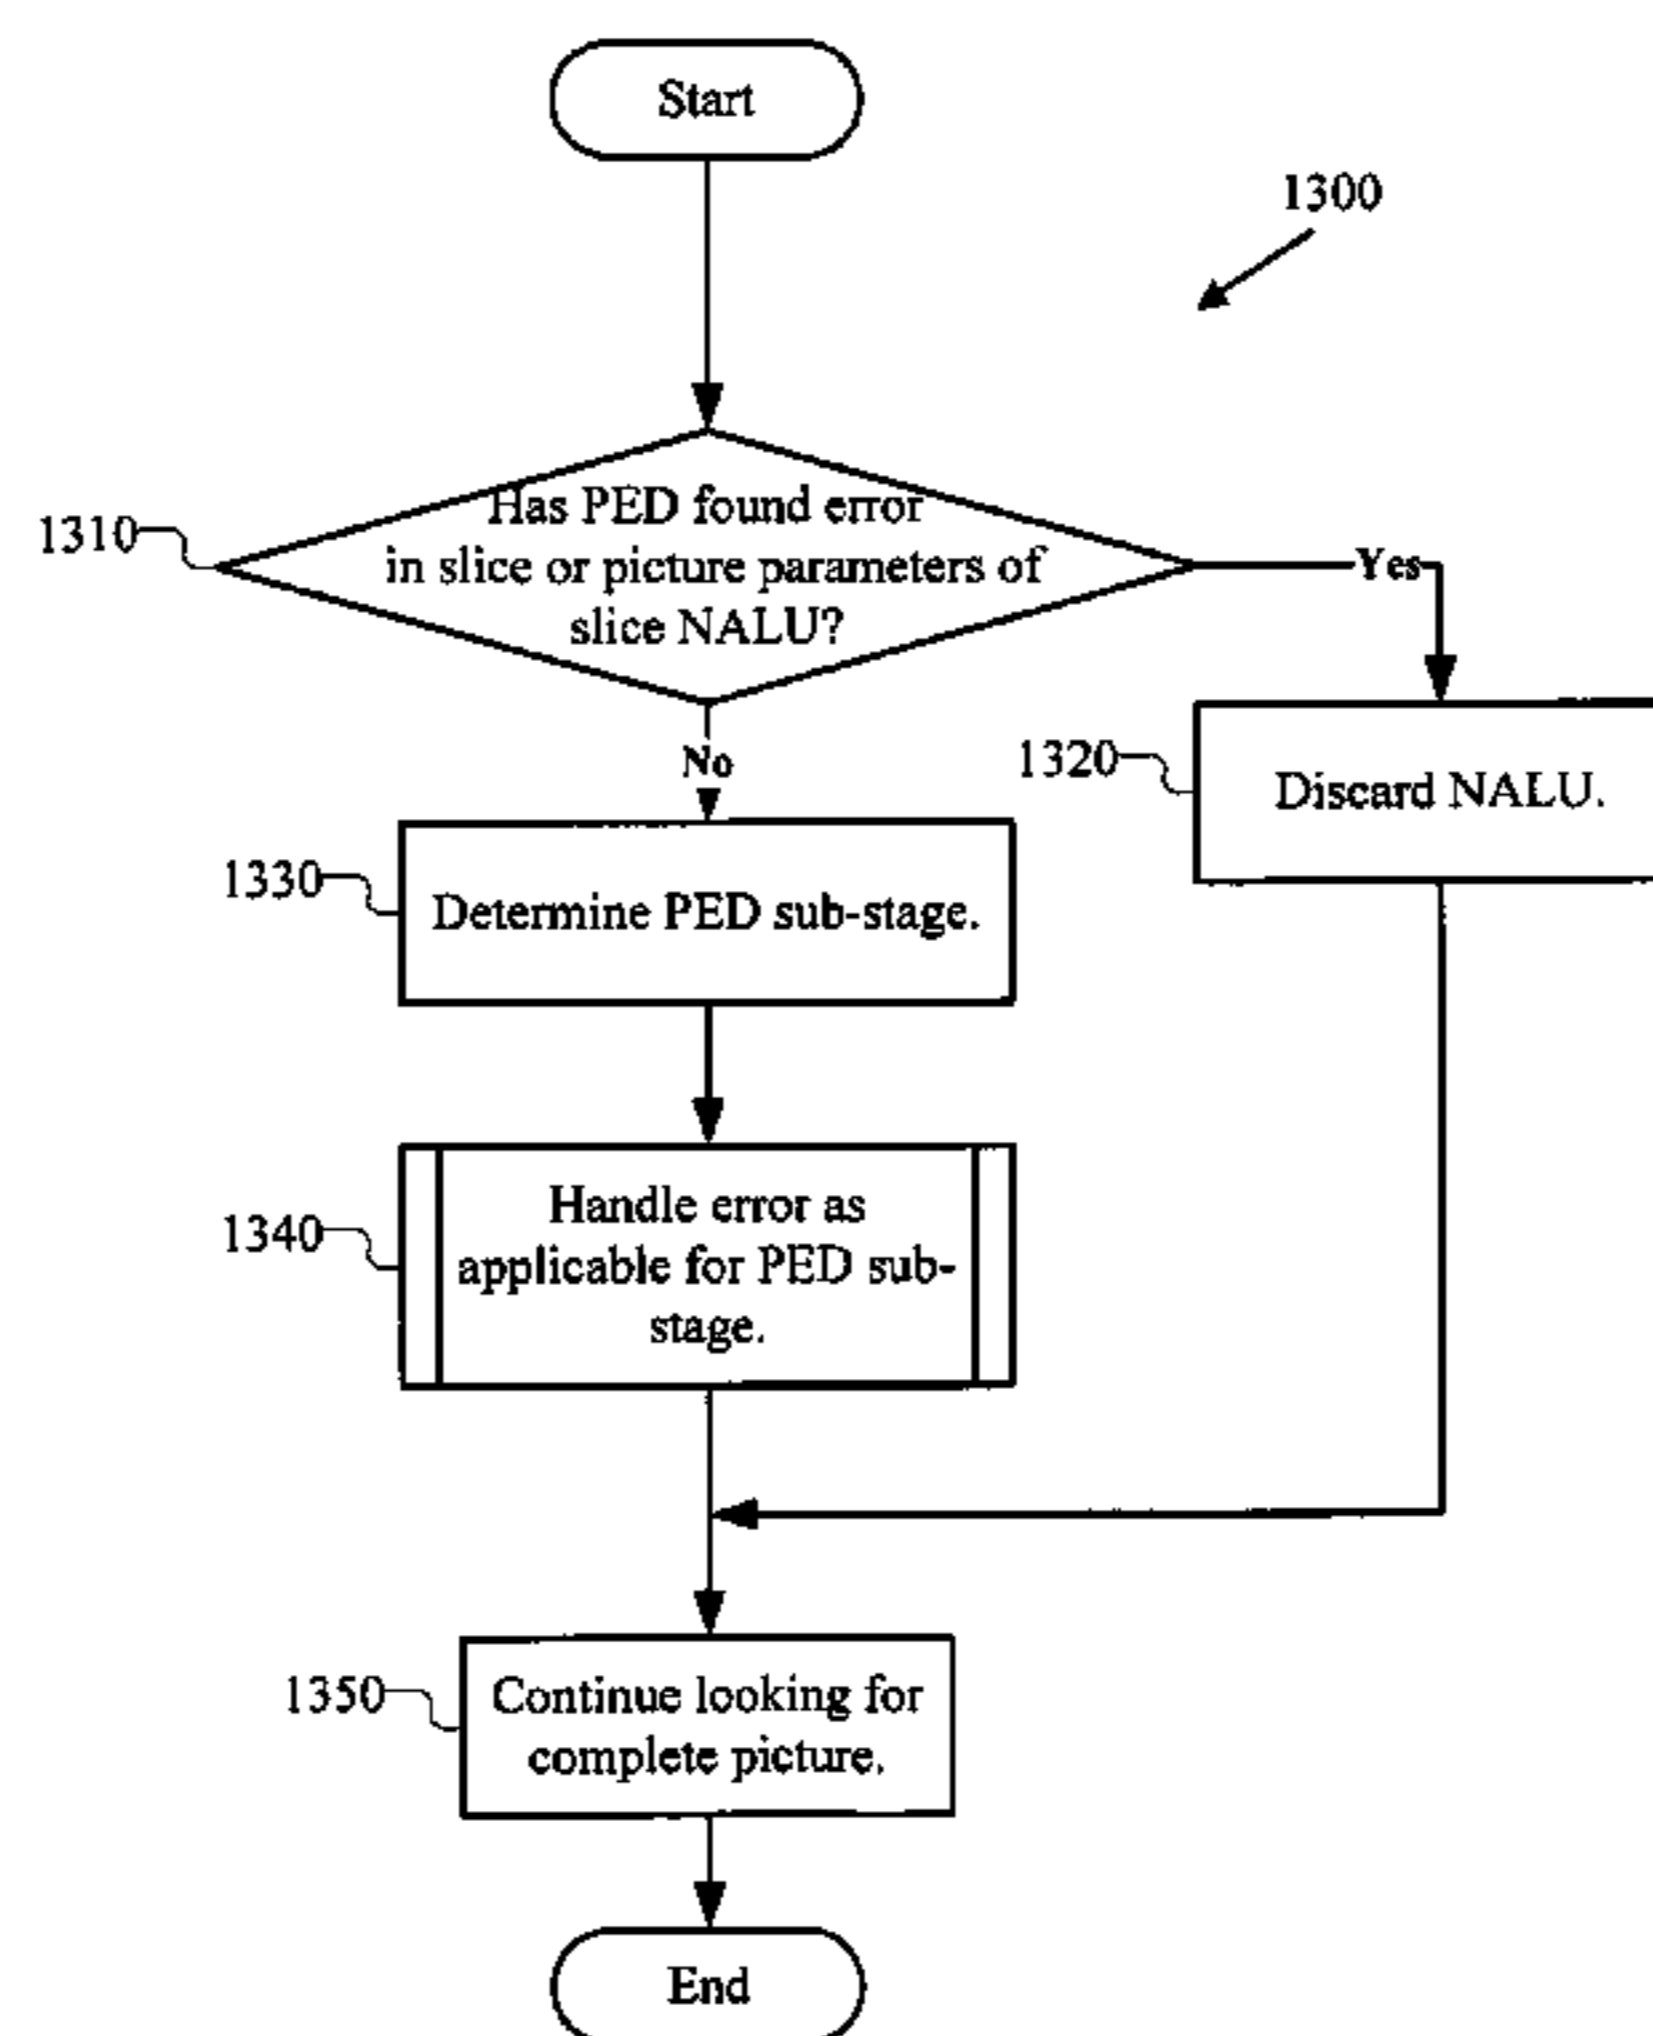 Start
1300
1310
Has PED found error
in slice or picture parameters of
slice NALU?
Yes
No
1320
Discard NALU.
1330
Determine PED sub-stage.
1340
Handle error as
applicable for PED sub-
stage.
1350
Continue looking for
complete picture.
End